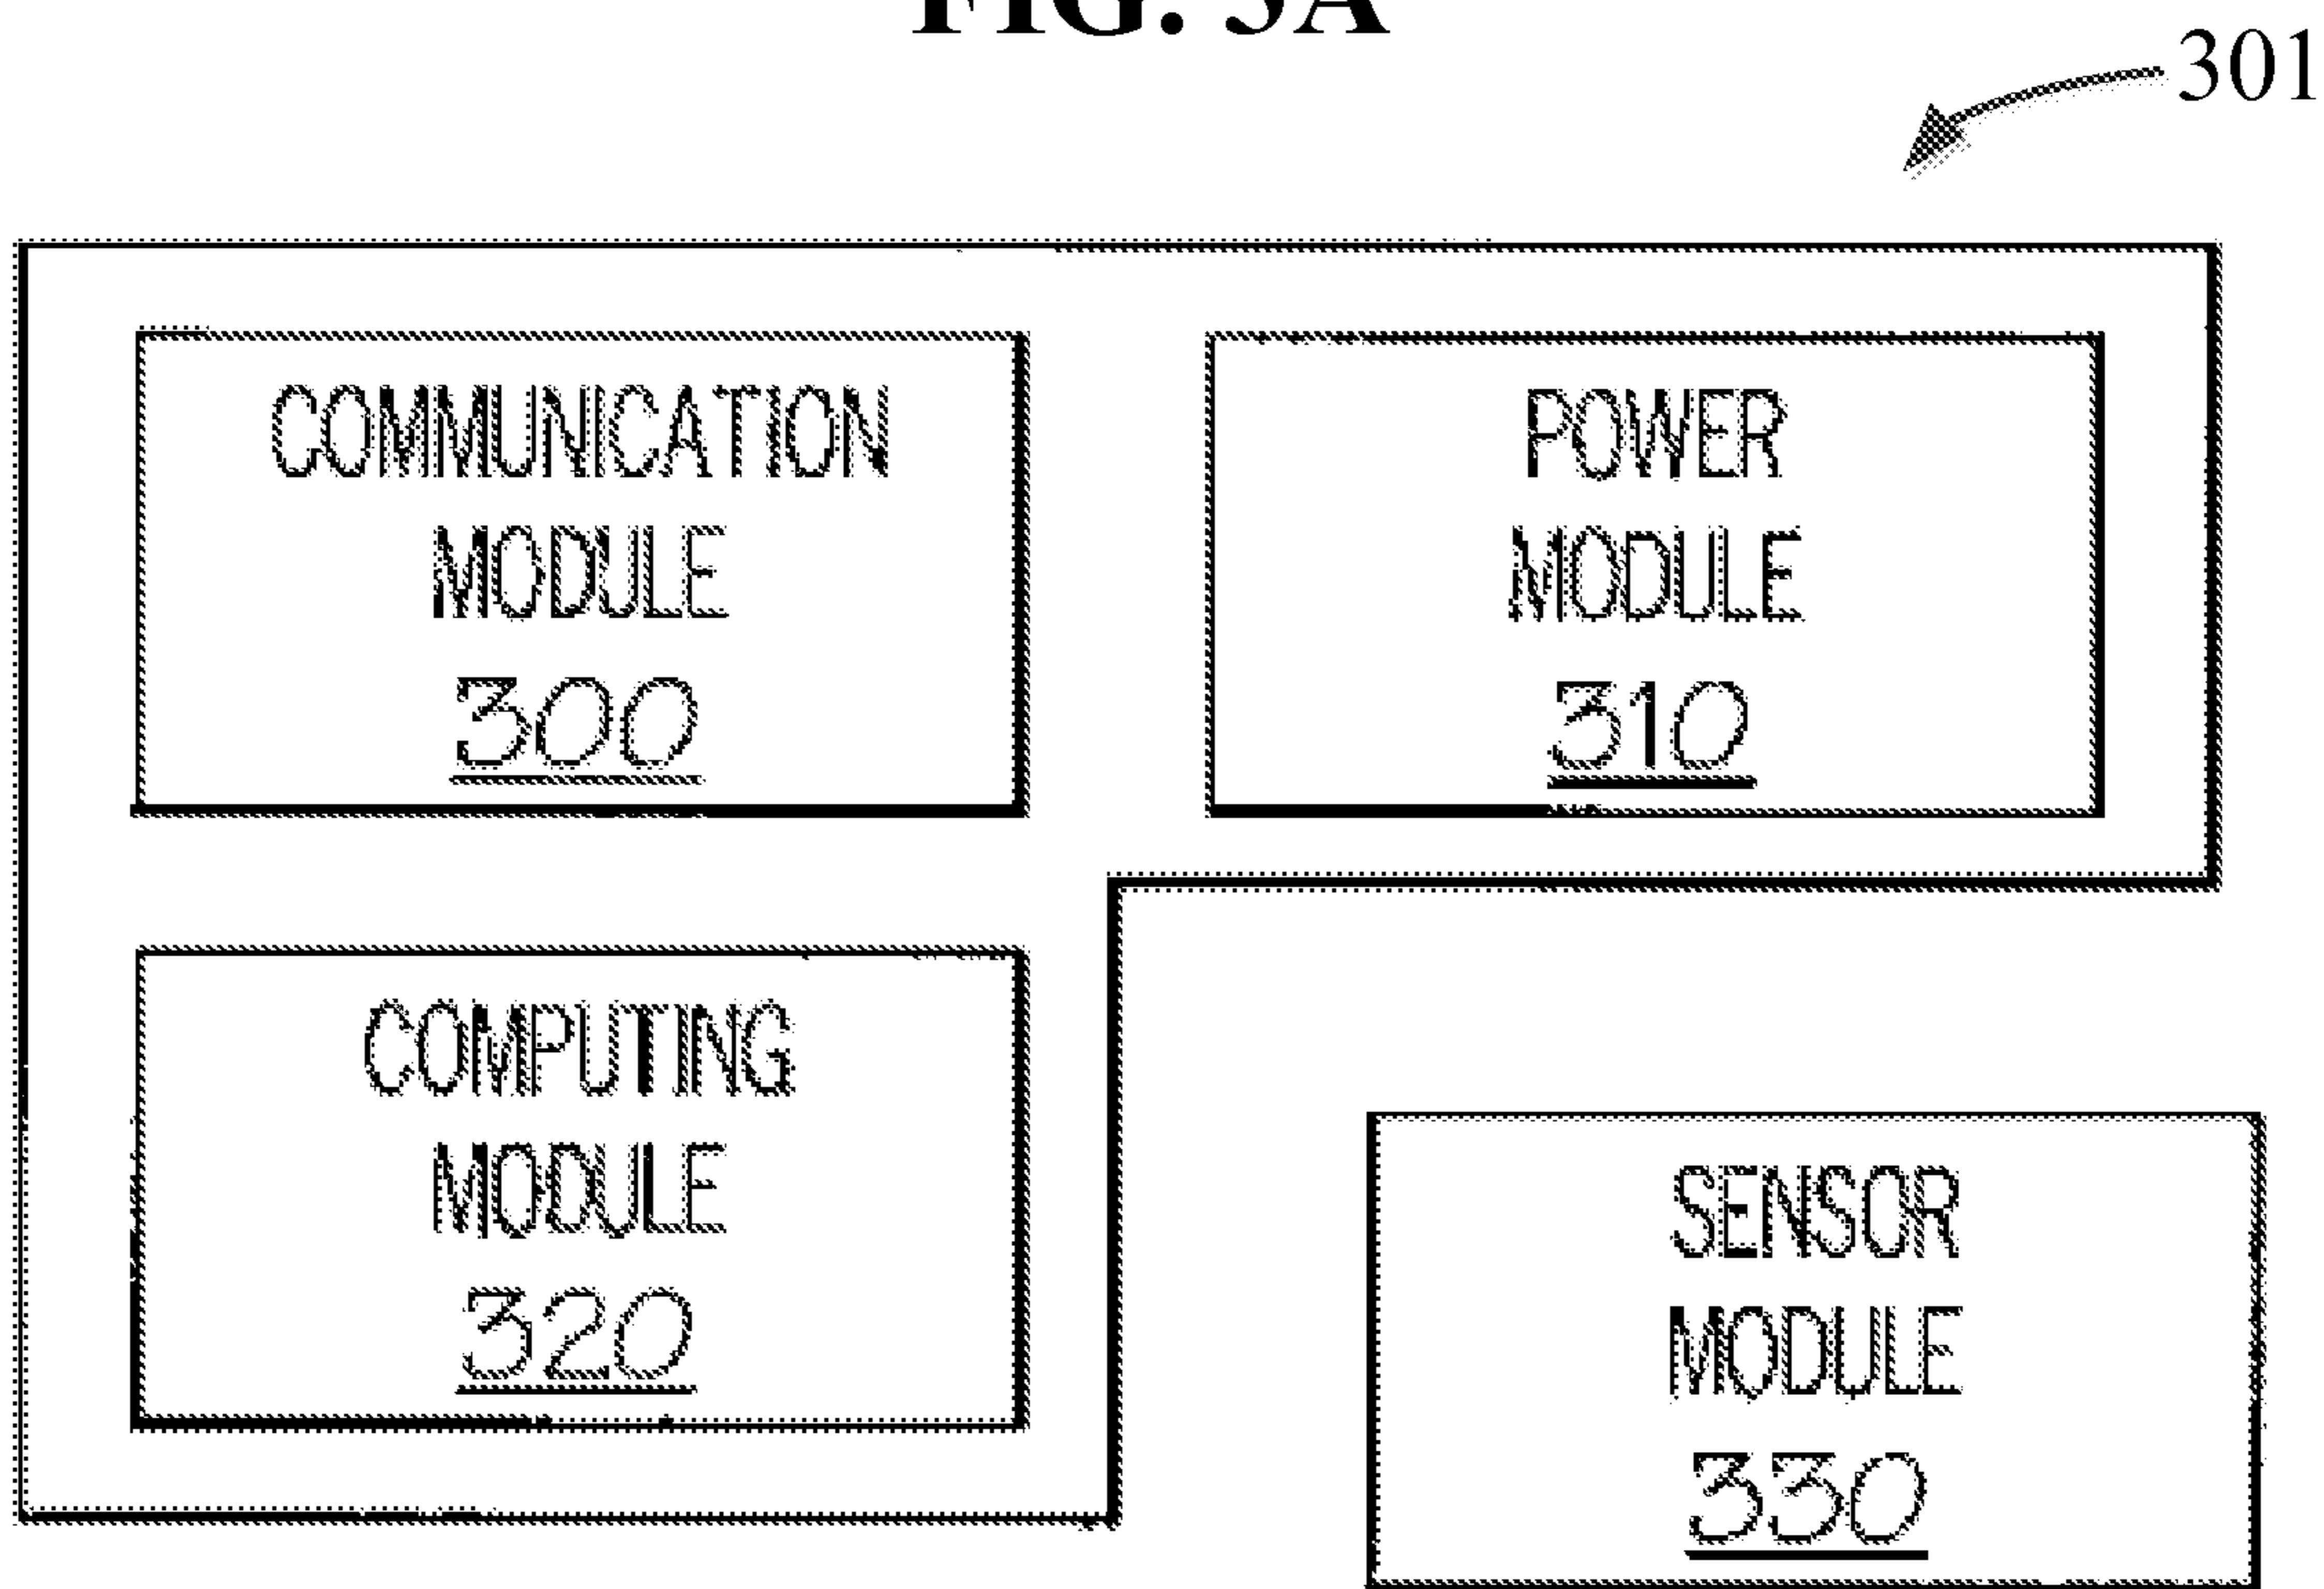 FIG. 3A
301
COMMUNICATION
MODULE
300
POWER
MODULE
310
COMPUTING
MODULE
320
SENSOR
MODULE
330